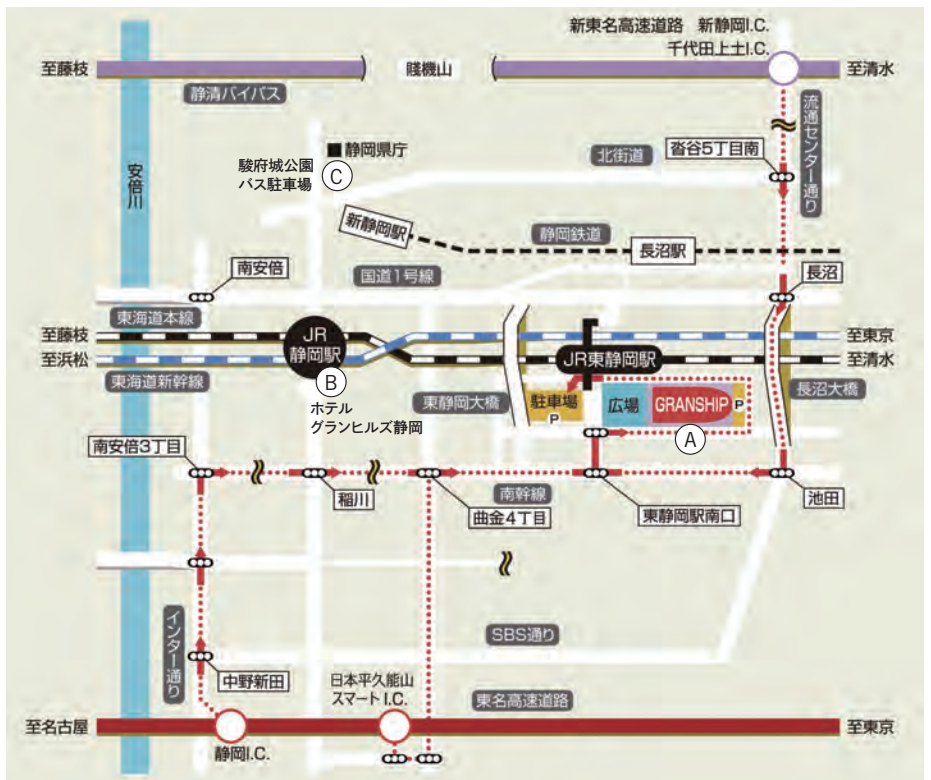 新東名高速道路　新静岡I.C.
千代田上土I.C.
至藤枝
賤機山
至清水
静清バイパス
流通センター通り
安倍川
静岡県庁
駿府城公園
バス駐車場
C
北街道
沓谷5丁目南
新静岡駅
静岡鉄道
長沼駅
南安倍
国道1号線
長沼
東海道本線
至藤枝
JR
静岡駅
至東京
至浜松
JR東静岡駅
至清水
東海道新幹線
B
ホテル
グランヒルズ静岡
東静岡大橋
駐車場
P
広場
GRANSHIP
P
長沼大橋
A
南安倍3丁目
稲川
南幹線
曲金4丁目
東静岡駅南口
池田
インター通り
SBS通り
中野新田
日本平久能山
スマートI.C.
東名高速道路
至名古屋
至東京
静岡I.C.